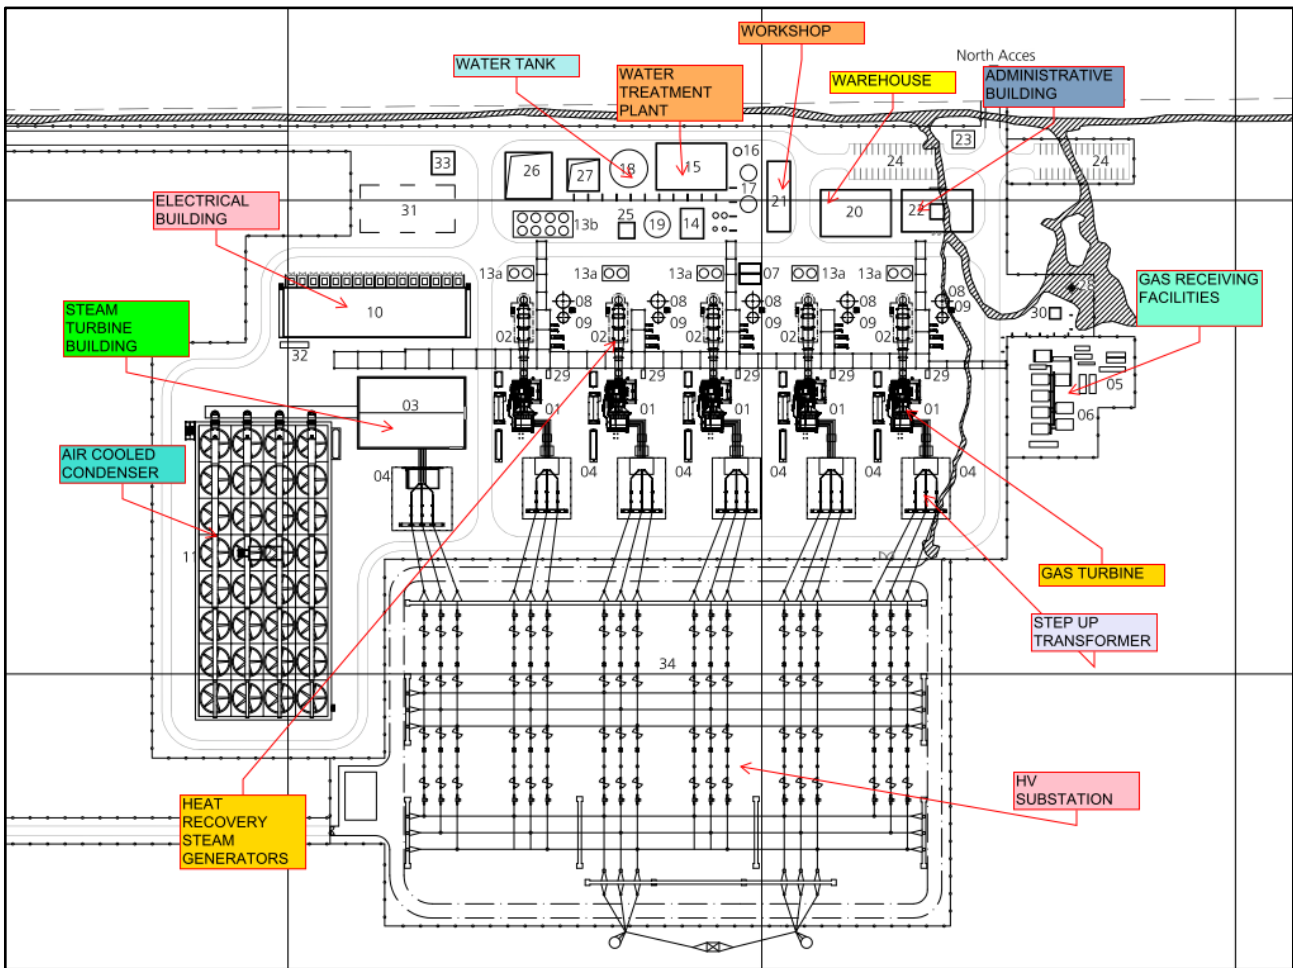 WORKSHOP
North Acces
WATER TANK
WATER
TREATMENT
PLANT
WAREHOUSE
ADMINISTRATIVE
BUILDING
23
16
33
26
27
18
15
24
24
17
31
21
ELECTRICAL
BUILDING
13b
25
19
14
20
22
13a
13a
13a
07
13a
13a
GAS RECEIVING
FACILITIES
10
08
08
08
08
08
09
09
09
09
09
30
STEAM
TURBINE
BUILDING
02
02
02
02
02
32
29
29
29
29
05
03
01
01
01
01
01
06
AIR COOLED
CONDENSER
04
04
04
04
04
04
11
GAS TURBINE
STEP UP
TRANSFORMER
34
HV
SUBSTATION
HEAT
RECOVERY
STEAM
GENERATORS